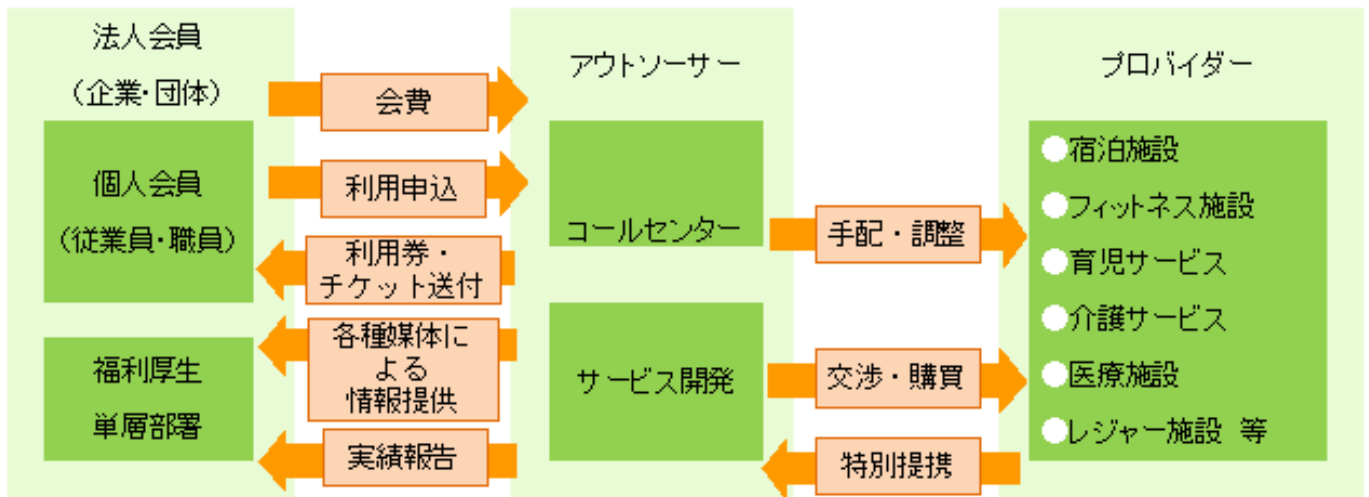 法人会員
（企業・団体）
個人会員
（従業員・職員）
福利厚生
単層部署
会費
利用申込
利用券・
チケット送付
各種媒体に
よる
情報提供
実績報告
アウトソーサー
コールセンター
サービス開発
手配・調整
交渉・購買
特別提携
プロバイダー
●宿泊施設
●フィットネス施設
●育児サービス
●介護サービス
●医療施設
●レジャー施設 等